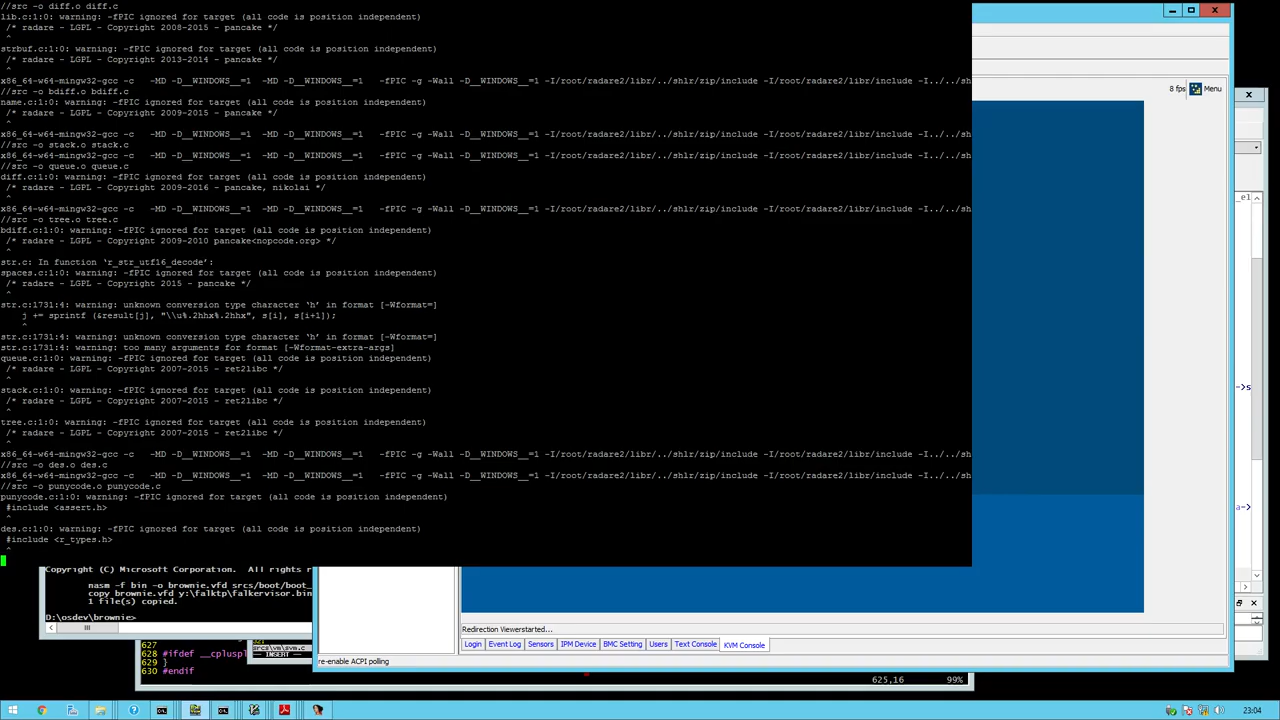 //src -o diff.o diff.c
lib.c:1:0: warning: -fPIC ignored for target (all code is position independent)
/* radare - LGPL - Copyright 2008-2015 - pancake */
^
strbuf.c:1:0: warning: -fPIC ignored for target (all code is position independent)
/* radare - LGPL - Copyright 2013-2014 - pancake */
^
x86_64-w64-mingw32-gcc -c   -MD -D__WINDOWS__=1  -MD -D__WINDOWS__=1   -fPIC -g -Wall -D__WINDOWS__=1 -I/root/radare2/libr/../shlr/zip/include -I/root/radare2/libr/include -I../../sh
//src -o bdiff.o bdiff.c
name.c:1:0: warning: -fPIC ignored for target (all code is position independent)
/* radare - LGPL - Copyright 2009-2015 - pancake */
^
x86_64-w64-mingw32-gcc -c   -MD -D__WINDOWS__=1  -MD -D__WINDOWS__=1   -fPIC -g -Wall -D__WINDOWS__=1 -I/root/radare2/libr/../shlr/zip/include -I/root/radare2/libr/include -I../../sh
//src -o stack.o stack.c
x86_64-w64-mingw32-gcc -c   -MD -D__WINDOWS__=1  -MD -D__WINDOWS__=1   -fPIC -g -Wall -D__WINDOWS__=1 -I/root/radare2/libr/../shlr/zip/include -I/root/radare2/libr/include -I../../sh
//src -o queue.o queue.c
diff.c:1:0: warning: -fPIC ignored for target (all code is position independent)
/* radare - LGPL - Copyright 2009-2016 - pancake, nikolai */
^
x86_64-w64-mingw32-gcc -c   -MD -D__WINDOWS__=1  -MD -D__WINDOWS__=1   -fPIC -g -Wall -D__WINDOWS__=1 -I/root/radare2/libr/../shlr/zip/include -I/root/radare2/libr/include -I../../sh
//src -o tree.o tree.c
bdiff.c:1:0: warning: -fPIC ignored for target (all code is position independent)
/* radare - LGPL - Copyright 2009-2010 pancake<nopcode.org> */
^
str.c: In function ‘r_str_utf16_decode’:
spaces.c:1:0: warning: -fPIC ignored for target (all code is position independent)
/* radare - LGPL - Copyright 2015 - pancake */
^
str.c:1731:4: warning: unknown conversion type character ‘h’ in format [-Wformat=]
j += sprintf (&result[j], "\\u%.2hhx%.2hhx", s[i], s[i+1]);
^
str.c:1731:4: warning: unknown conversion type character ‘h’ in format [-Wformat=]
str.c:1731:4: warning: too many arguments for format [-Wformat-extra-args]
queue.c:1:0: warning: -fPIC ignored for target (all code is position independent)
/* radare - LGPL - Copyright 2007-2015 - ret2libc */
^
stack.c:1:0: warning: -fPIC ignored for target (all code is position independent)
/* radare - LGPL - Copyright 2007-2015 - ret2libc */
^
tree.c:1:0: warning: -fPIC ignored for target (all code is position independent)
/* radare - LGPL - Copyright 2007-2015 - ret2libc */
^
x86_64-w64-mingw32-gcc -c   -MD -D__WINDOWS__=1  -MD -D__WINDOWS__=1   -fPIC -g -Wall -D__WINDOWS__=1 -I/root/radare2/libr/../shlr/zip/include -I/root/radare2/libr/include -I../../sh
//src -o des.o des.c
x86_64-w64-mingw32-gcc -c   -MD -D__WINDOWS__=1  -MD -D__WINDOWS__=1   -fPIC -g -Wall -D__WINDOWS__=1 -I/root/radare2/libr/../shlr/zip/include -I/root/radare2/libr/include -I../../sh
//src -o punycode.o punycode.c
punycode.c:1:0: warning: -fPIC ignored for target (all code is position independent)
#include <assert.h>
^
des.c:1:0: warning: -fPIC ignored for target (all code is position independent)
#include <r_types.h>
^
8 fps Menu
_el
->s
a->
Copyright (C) Microsoft Corporation.  All rights r
nasm -f bin -o brownie.vfd srcs/boot/boot_
copy brownie.vfd y:\falktp\falkervisor.bin
1 file(s) copied.
D:\osdev\brownie>
627
628 #ifdef __cpluspl
629 }
630 #endif
srcs\vm\svm.c
-- INSERT --
Redirection Viewerstarted...
Login Event Log Sensors IPM Device BMC Setting Users Text Console KVM Console
re-enable ACPI polling
625,16 99%
23:04